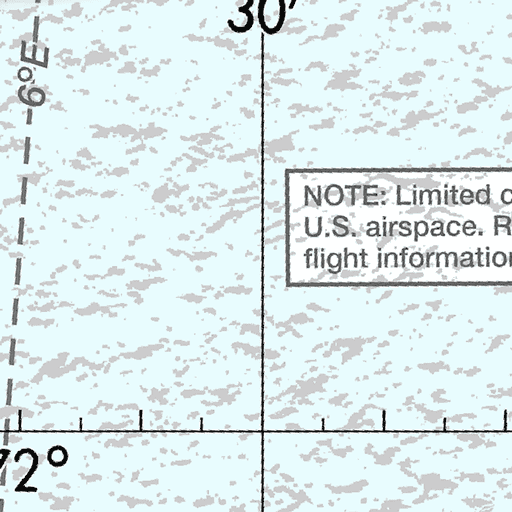 30'
6°E
NOTE: Limited
U.S. airspace.
flight information
72°